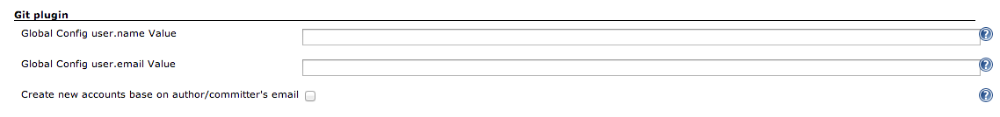 Git plugin
Global Config user.name Value
Global Config user.email Value
Create new accounts base on author/committer's email